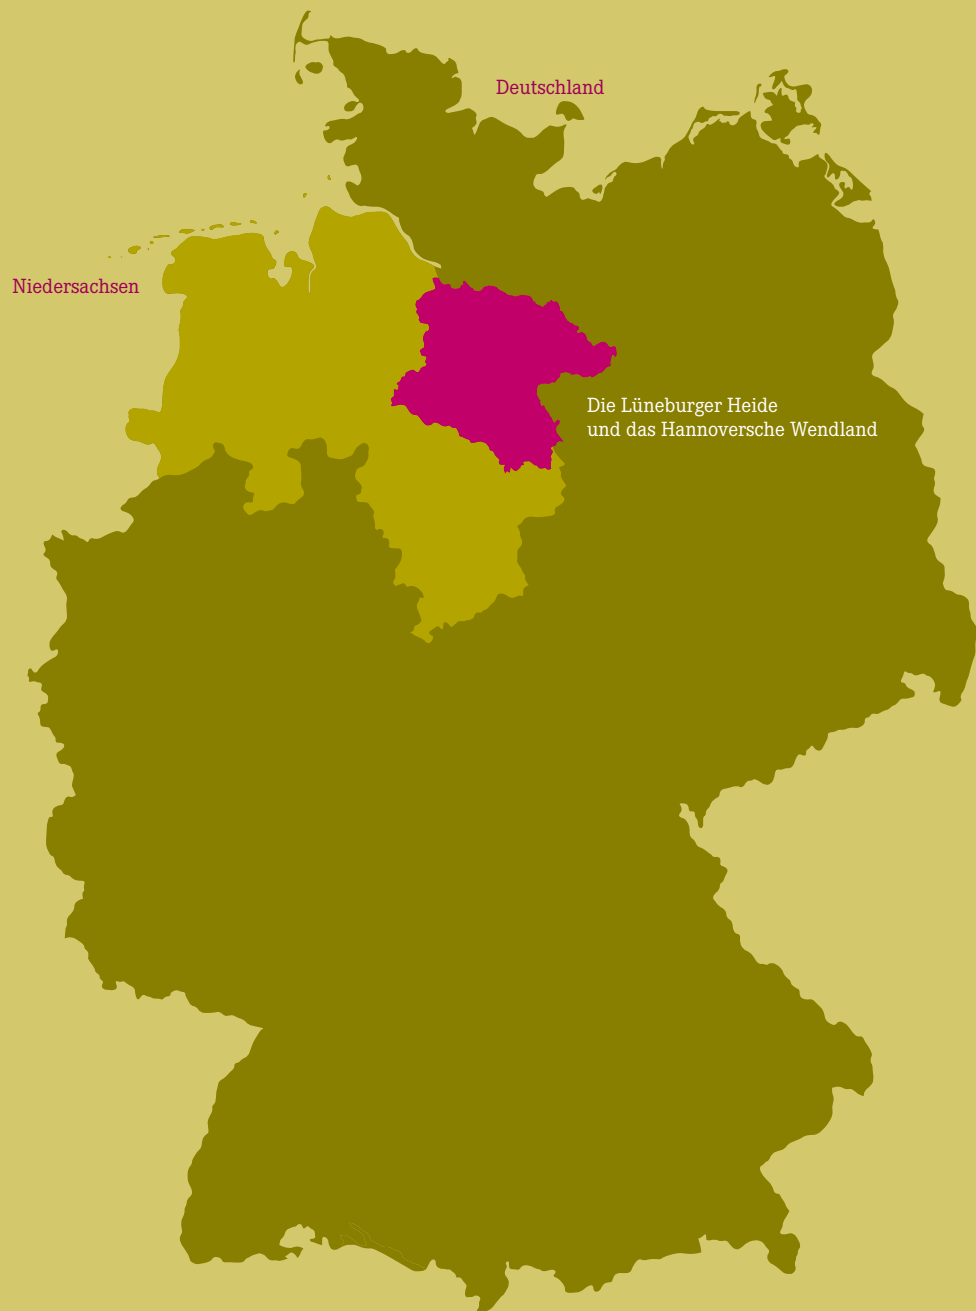 Deutschland
Niedersachsen
Die Lüneburger Heide
und das Hannoversche Wendland